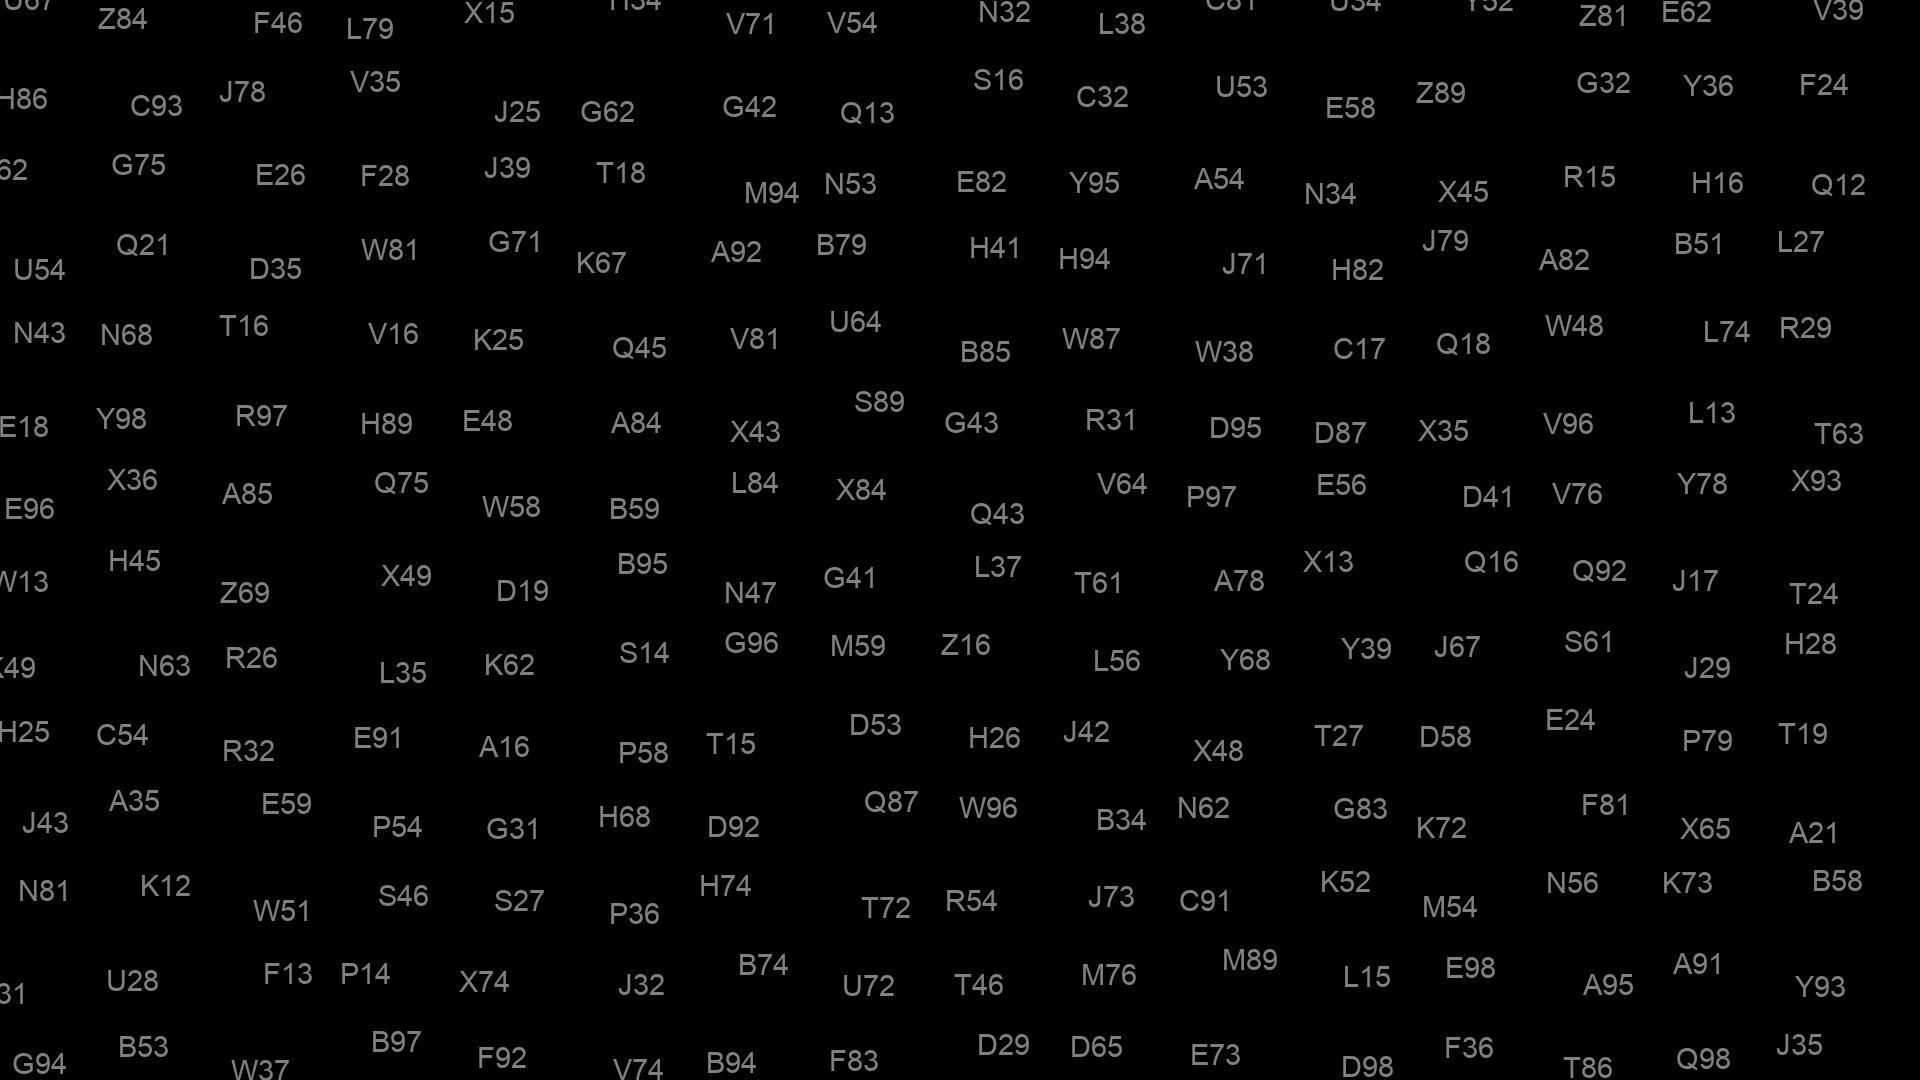 Z84 F46 L79 X15 H34 V71 V54 N32 L38 C81 U34 Y52 Z81 E62 V39
H86 C93 J78 V35 J25 G62 G42 Q13 S16 C32 U53 E58 Z89 G32 Y36 F24
62 G75 E26 F28 J39 T18 M94 N53 E82 Y95 A54 N34 X45 R15 H16 Q12
U54 Q21 D35 W81 G71 K67 A92 B79 H41 H94 J71 H82 J79 A82 B51 L27
N43 N68 T16 V16 K25 Q45 V81 U64 B85 W87 W38 C17 Q18 W48 L74 R29
E18 Y98 R97 H89 E48 A84 X43 S89 G43 R31 D95 D87 X35 V96 L13 T63
E96 X36 A85 Q75 W58 B59 L84 X84 Q43 V64 P97 E56 D41 V76 Y78 X93
W13 H45 Z69 X49 D19 B95 N47 G41 L37 T61 A78 X13 Q16 Q92 J17 T24
K49 N63 R26 L35 K62 S14 G96 M59 Z16 L56 Y68 Y39 J67 S61 J29 H28
H25 C54 R32 E91 A16 P58 T15 D53 H26 J42 X48 T27 D58 E24 P79 T19
J43 A35 E59 P54 G31 H68 D92 Q87 W96 B34 N62 G83 K72 F81 X65 A21
N81 K12 W51 S46 S27 P36 H74 T72 R54 J73 C91 K52 M54 N56 K73 B58
31 U28 F13 P14 X74 J32 B74 U72 T46 M76 M89 L15 E98 A95 A91 Y93
G94 B53 W37 B97 F92 V74 B94 F83 D29 D65 E73 D98 F36 T86 Q98 J35